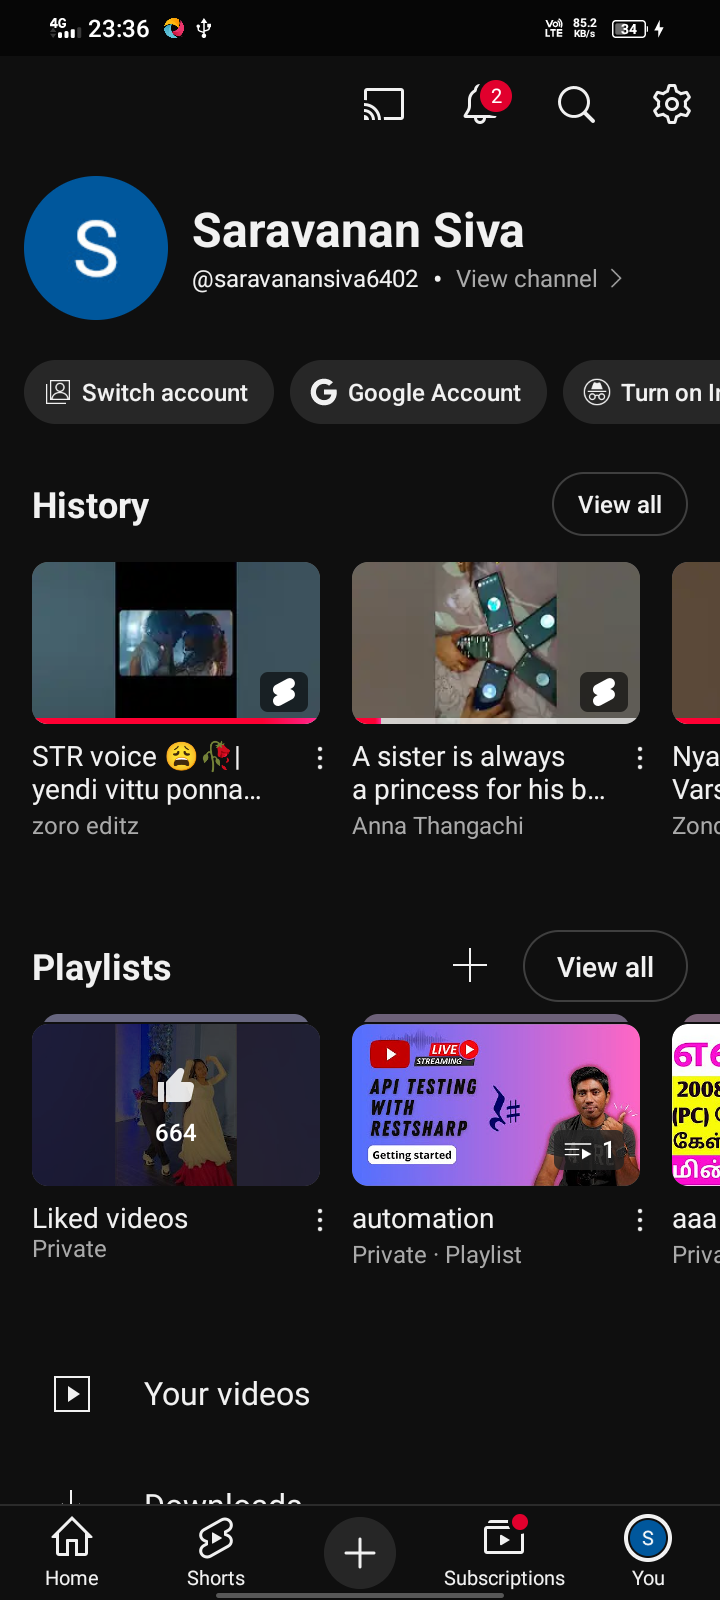 4G 23:36 Vo) LTE 85.2 KB/s 34
2
S Saravanan Siva
@saravanansiva6402 • View channel
Switch account Google Account Turn on
History View all
STR voice 😩🥀|
yendi vittu ponna...
zoro editz
A sister is always
a princess for his b...
Anna Thangachi
Nya
Vars
Zond
Playlists View all
664
LIVE
STREAMING
API TESTING
WITH
RESTSHARP
Getting started
1
2008
(PC)
மின்
Liked videos
Private
automation
Private · Playlist
aaa
Priva
Your videos
Downloads
Home Shorts Subscriptions You
S